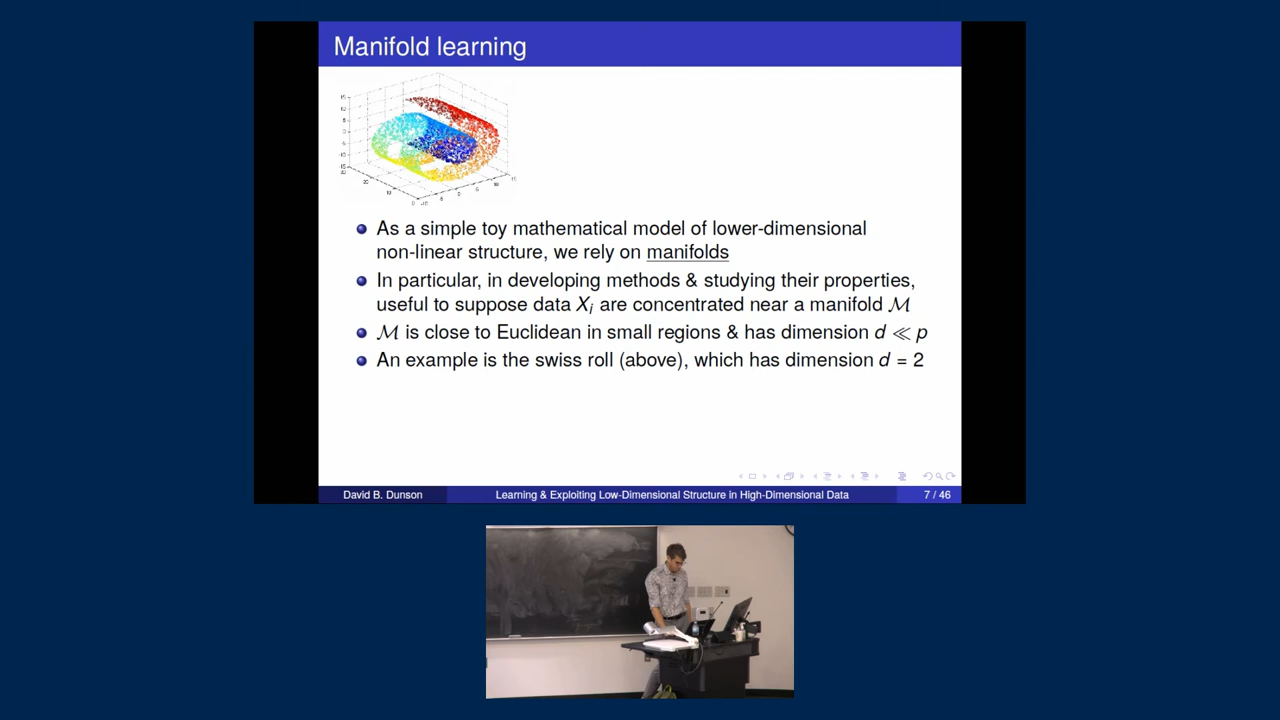 Manifold learning
As a simple toy mathematical model of lower-dimensional
non-linear structure, we rely on manifolds
In particular, in developing methods & studying their properties,
useful to suppose data Xᵢ are concentrated near a manifold ℳ
ℳ is close to Euclidean in small regions & has dimension d ≪ p
An example is the swiss roll (above), which has dimension d = 2
David B. Dunson
Learning & Exploiting Low-Dimensional Structure in High-Dimensional Data
7 / 46